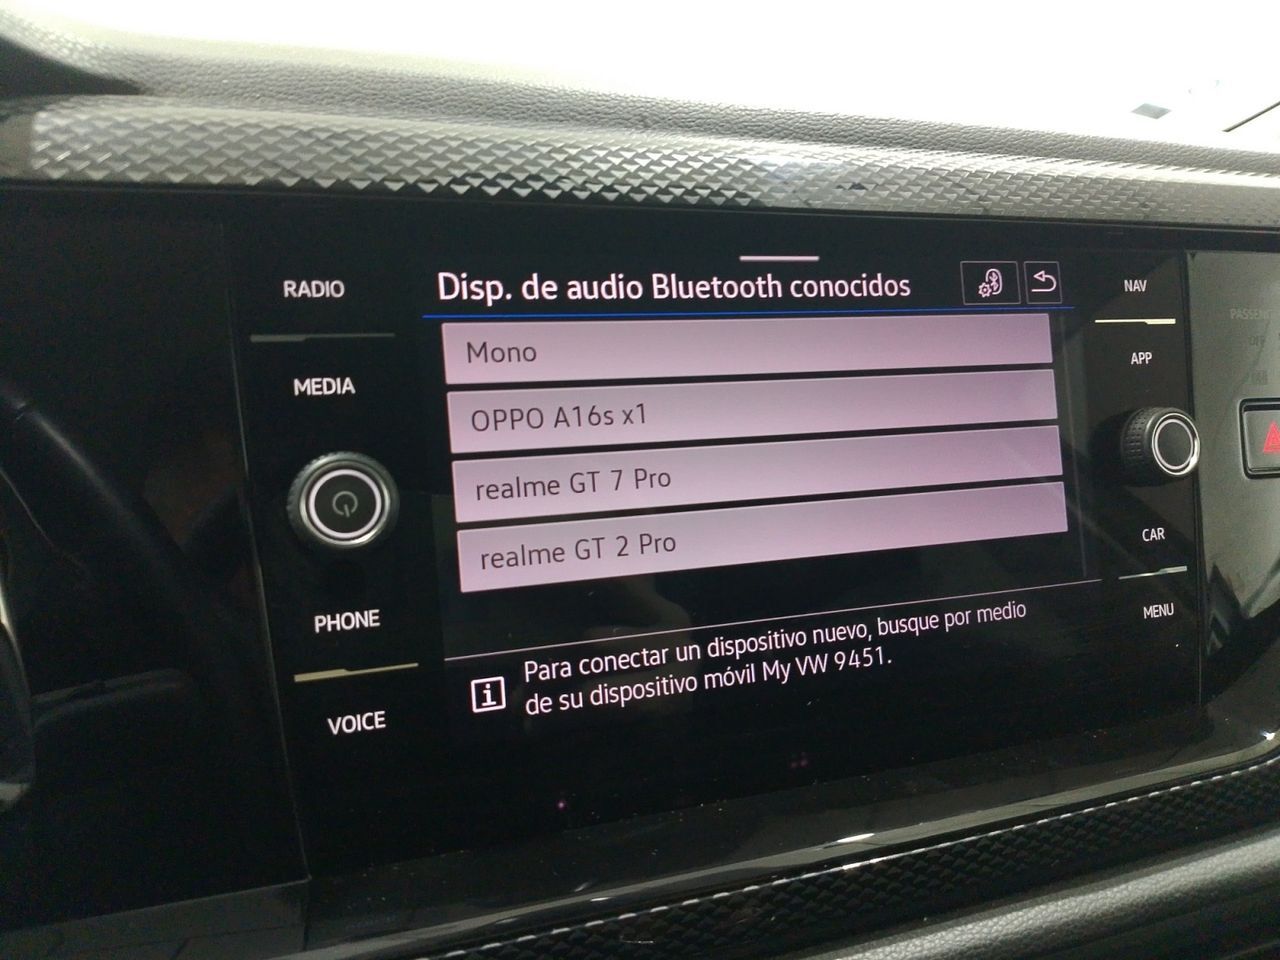 RADIO
MEDIA
PHONE
VOICE
Disp. de audio Bluetooth conocidos
Mono
OPPO A16s x1
realme GT 7 Pro
realme GT 2 Pro
Para conectar un dispositivo nuevo, busque por medio
de su dispositivo móvil My VW 9451.
NAV
APP
CAR
MENU